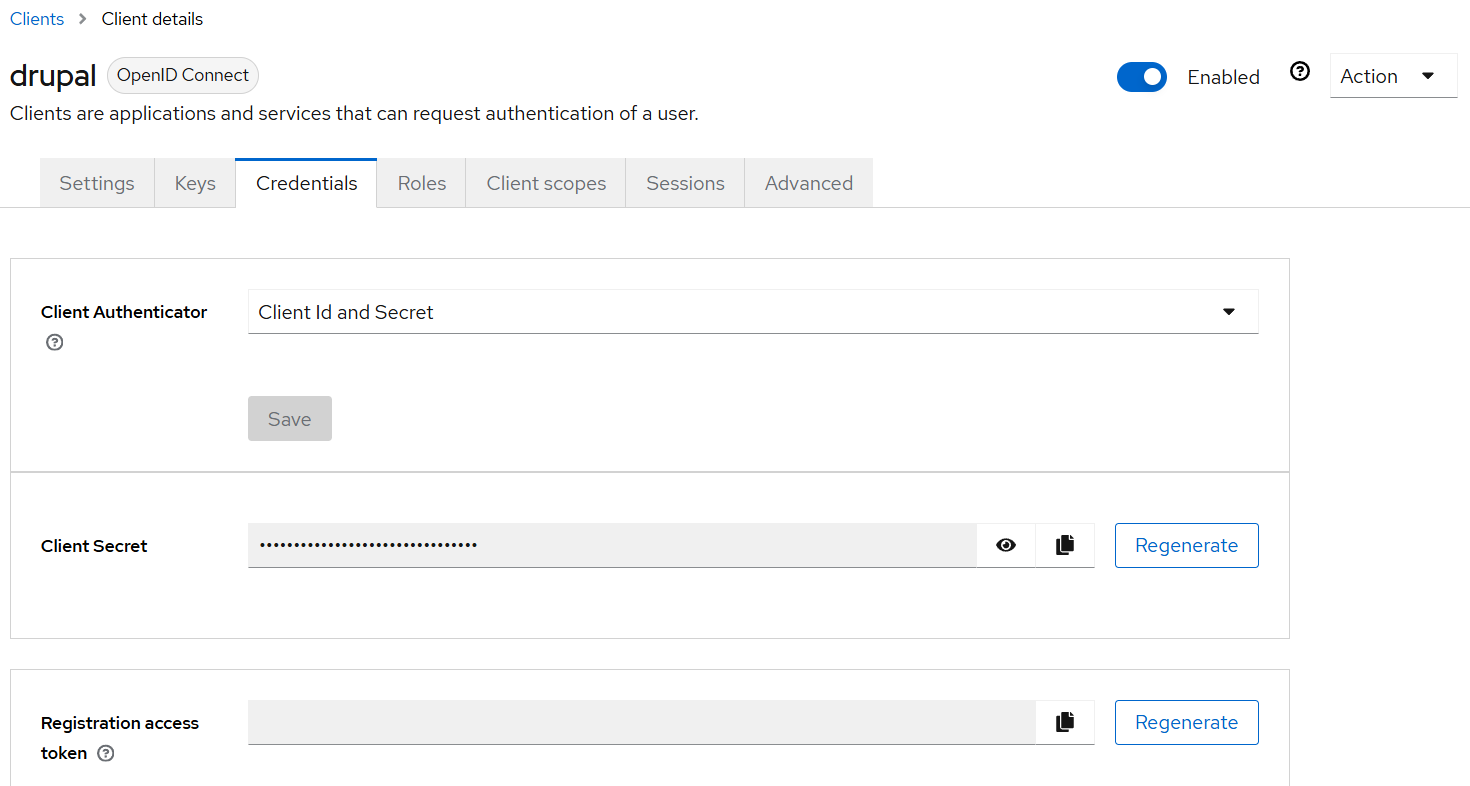 Clients > Client details
drupal OpenID Connect
Enabled
Action
Clients are applications and services that can request authentication of a user.
Settings Keys Credentials Roles Client scopes Sessions Advanced
Client Authenticator
Client Id and Secret
Save
Client Secret
••••••••••••••••••••••••••••••••
Regenerate
Registration access
token
Regenerate